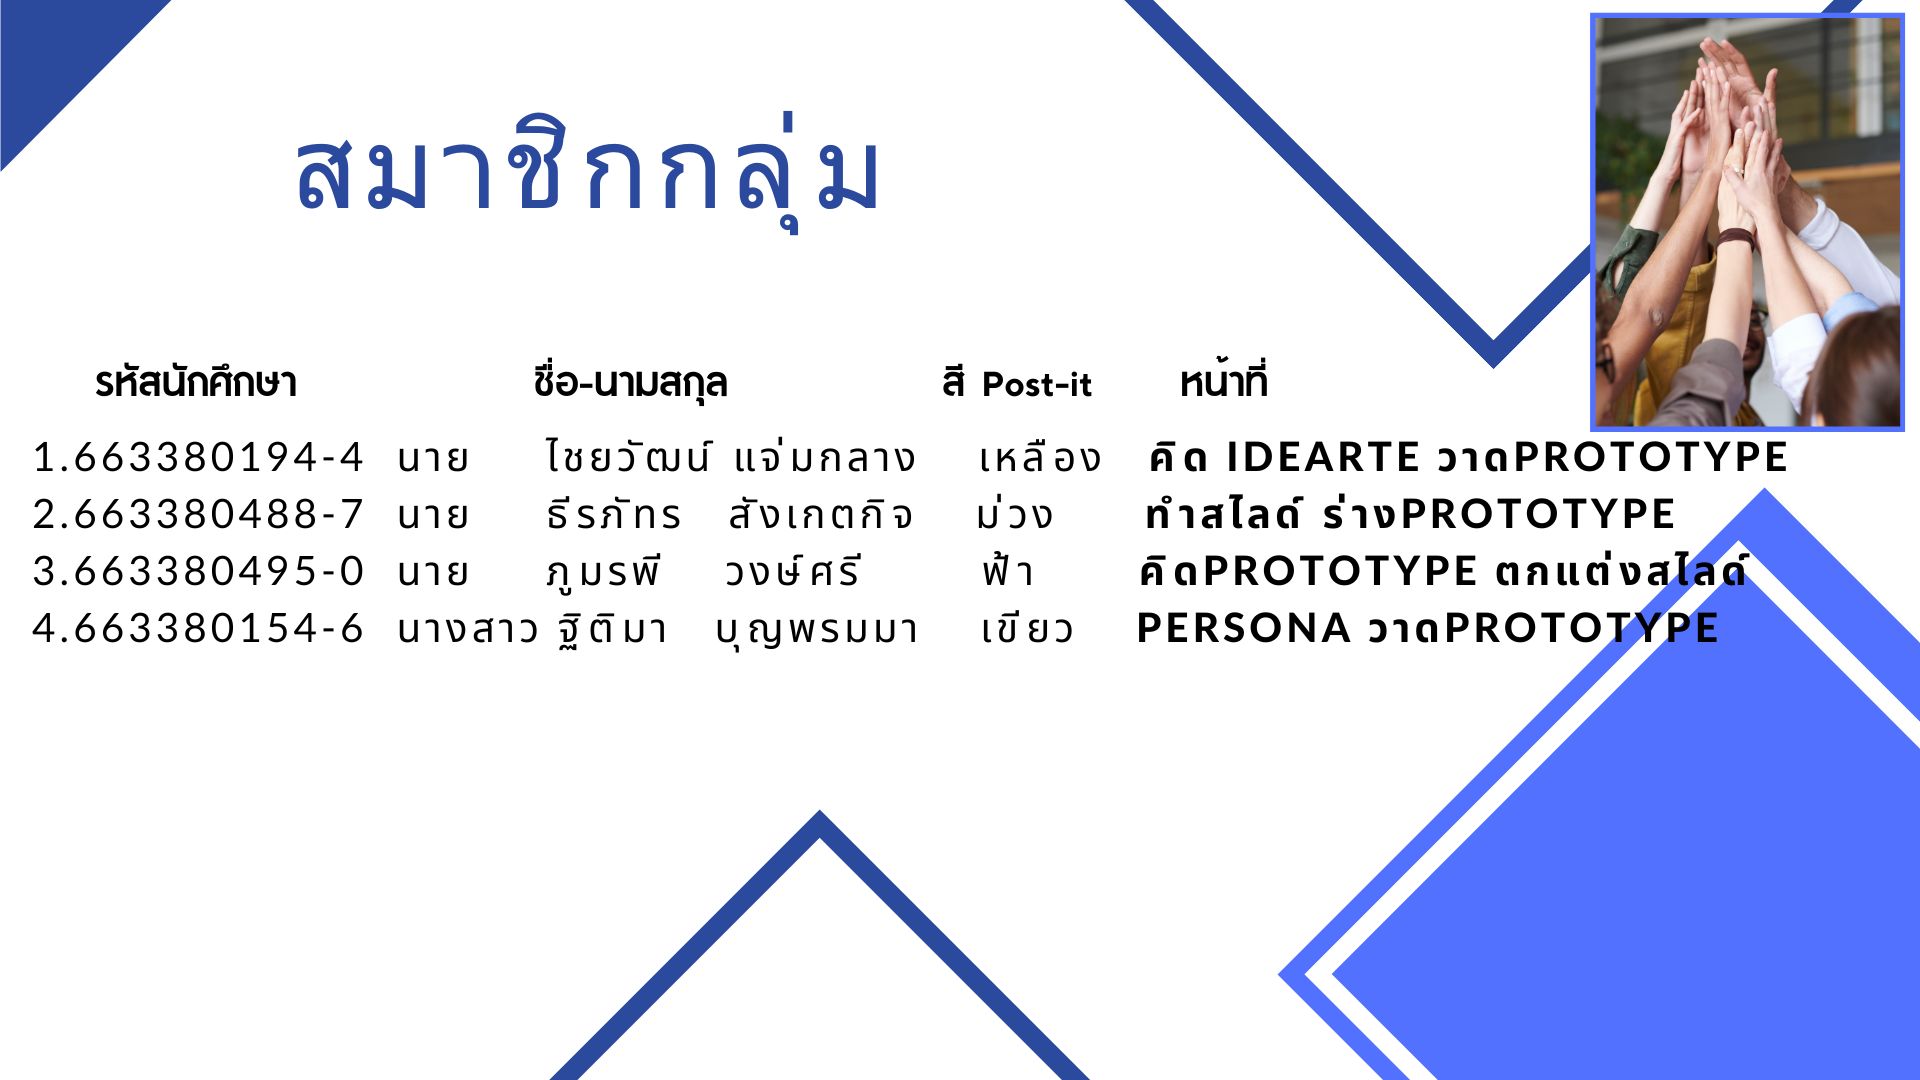 สมาชิกกลุ่ม
รหัสนักศึกษา ชื่อ-นามสกุล สี Post-it หน้าที่
1.663380194-4 นาย ไชยวัฒน์ แจ่มกลาง เหลือง คิด IDEARTE วาดPROTOTYPE
2.663380488-7 นาย ธีรภัทร สังเกตกิจ ม่วง ทำสไลด์ ร่างPROTOTYPE
3.663380495-0 นาย ภูมรพี วงษ์ศรี ฟ้า คิดPROTOTYPE ตกแต่งสไลด์
4.663380154-6 นางสาว ฐิติมา บุญพรมมา เขียว PERSONA วาดPROTOTYPE